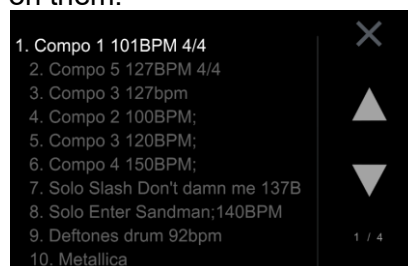 on them.
1. Compo 1 101BPM 4/4
2. Compo 5 127BPM 4/4
3. Compo 3 127bpm
4. Compo 2 100BPM;
5. Compo 3 120BPM;
6. Compo 4 150BPM;
7. Solo Slash Don't damn me 137B
8. Solo Enter Sandman;140BPM
9. Deftones drum 92bpm
1 / 4
10. Metallica